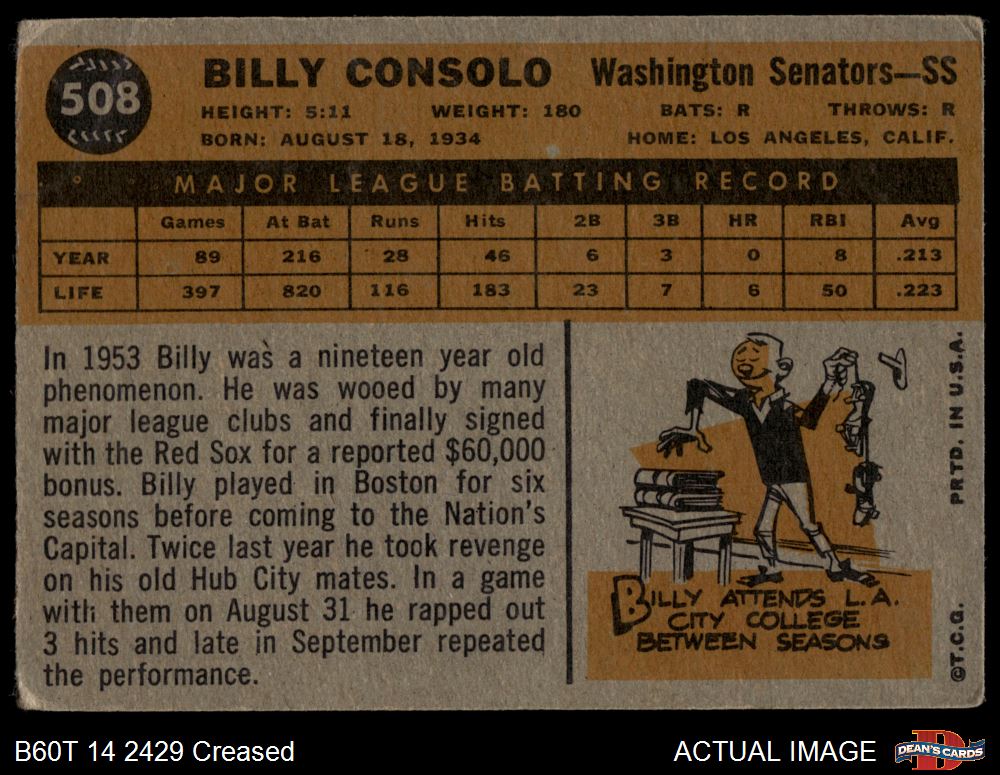 508
BILLY CONSOLO Washington Senators—SS
HEIGHT: 5:11 WEIGHT: 180 BATS: R THROWS: R
BORN: AUGUST 18, 1934 HOME: LOS ANGELES, CALIF.
MAJOR LEAGUE BATTING RECORD
Games At Bat Runs Hits 2B 3B HR RBI Avg
YEAR 89 216 28 46 6 3 0 8 .213
LIFE 397 820 116 183 23 7 6 50 .223
In 1953 Billy was a nineteen year old
phenomenon. He was wooed by many
major league clubs and finally signed
with the Red Sox for a reported $60,000
bonus. Billy played in Boston for six
seasons before coming to the Nation's
Capital. Twice last year he took revenge
on his old Hub City mates. In a game
with them on August 31 he rapped out
3 hits and late in September repeated
the performance.
BILLY ATTENDS L.A.
CITY COLLEGE
BETWEEN SEASONS
©T.C.G. PRTD. IN U.S.A.
B60T 14 2429 Creased ACTUAL IMAGE DEAN'S CARDS